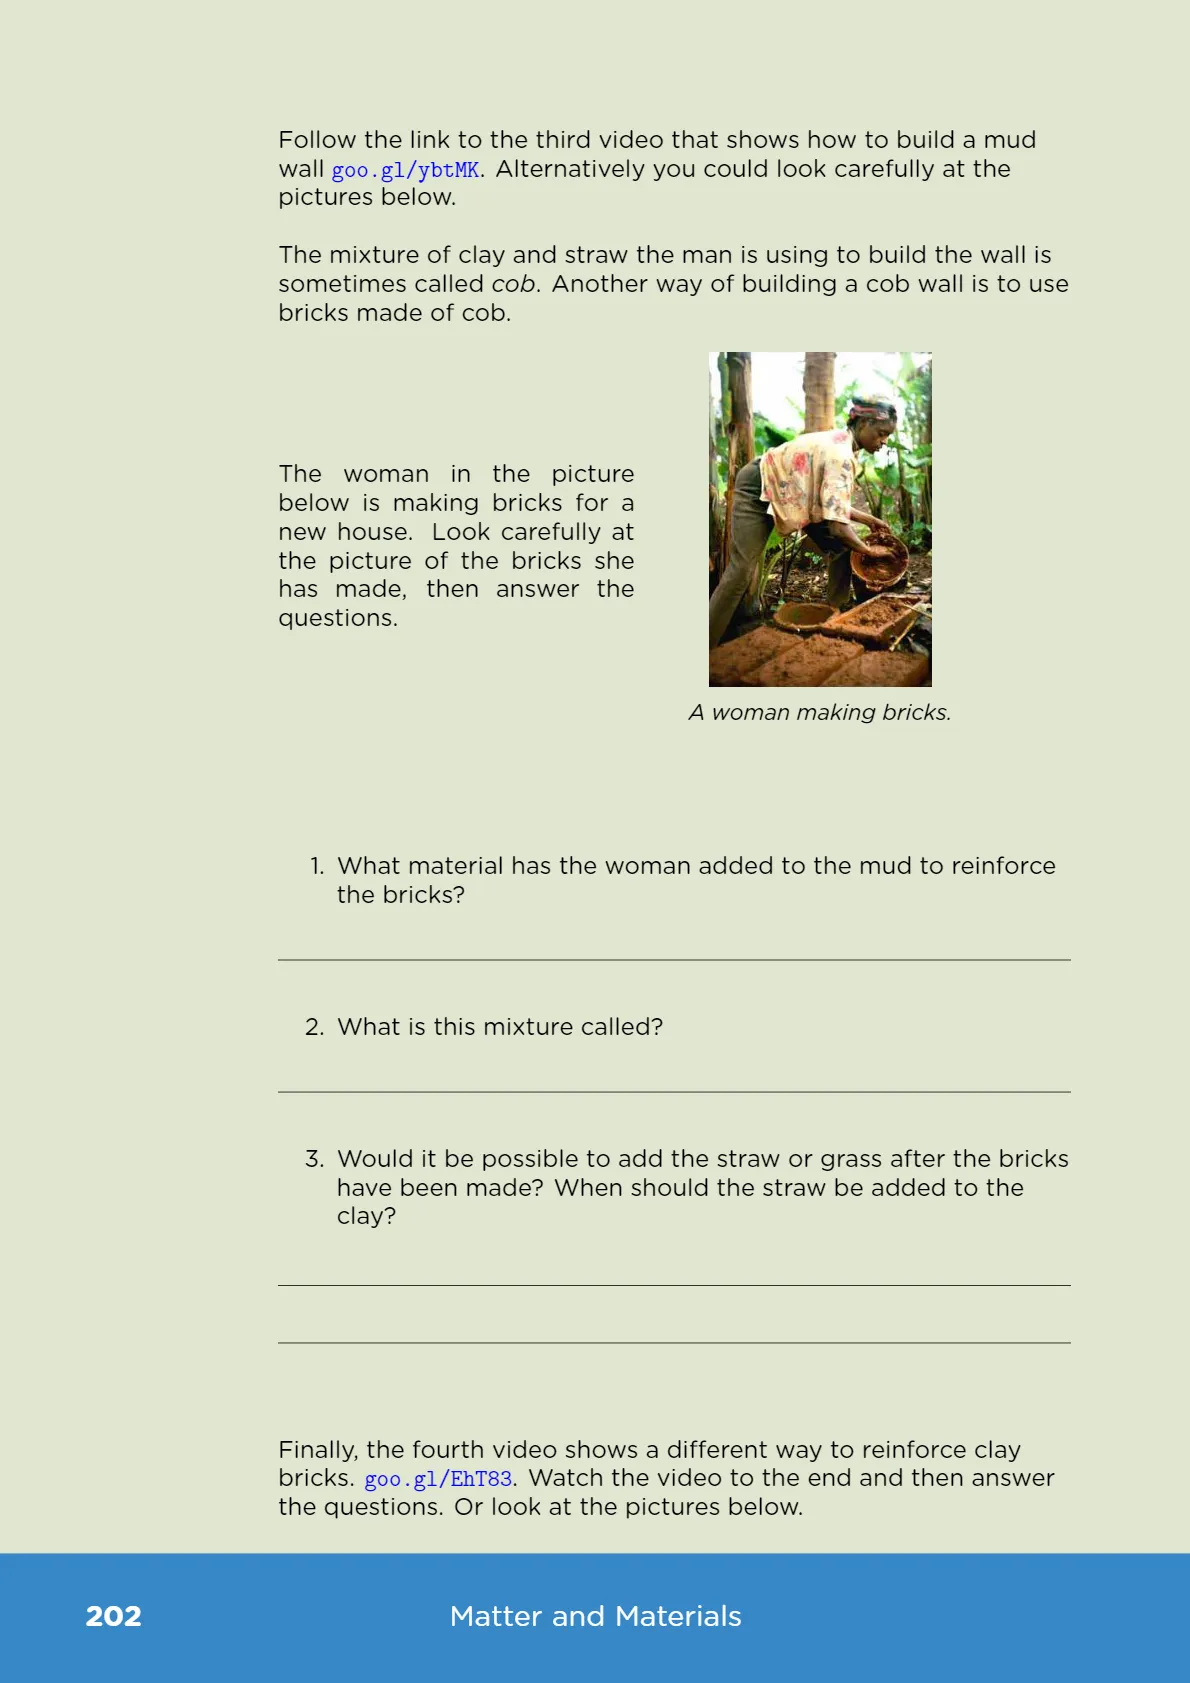 Follow the link to the third video that shows how to build a mud
wall goo.gl/ybtMK. Alternatively you could look carefully at the
pictures below.
The mixture of clay and straw the man is using to build the wall is
sometimes called cob. Another way of building a cob wall is to use
bricks made of cob.
The woman in the picture
below is making bricks for a
new house. Look carefully at
the picture of the bricks she
has made, then answer the
questions.
A woman making bricks.
1. What material has the woman added to the mud to reinforce
the bricks?
2. What is this mixture called?
3. Would it be possible to add the straw or grass after the bricks
have been made? When should the straw be added to the
clay?
Finally, the fourth video shows a different way to reinforce clay
bricks. goo.gl/EhT83. Watch the video to the end and then answer
the questions. Or look at the pictures below.
202 Matter and Materials